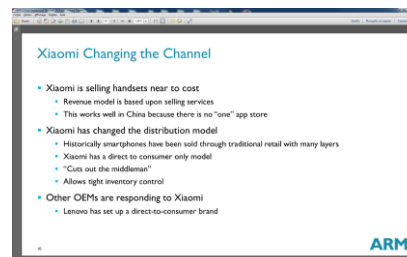 Xiaomi Changing the Channel
Xiaomi is selling handsets near to cost
Revenue model is based upon selling services
This works well in China because there is no "one" app store
Xiaomi has changed the distribution model
Historically smartphones have been sold through traditional retail with many layers
Xiaomi has a direct to consumer only model
"Cuts out the middleman"
Allows tight inventory control
Other OEMs are responding to Xiaomi
Lenovo has set up a direct-to-consumer brand
ARM